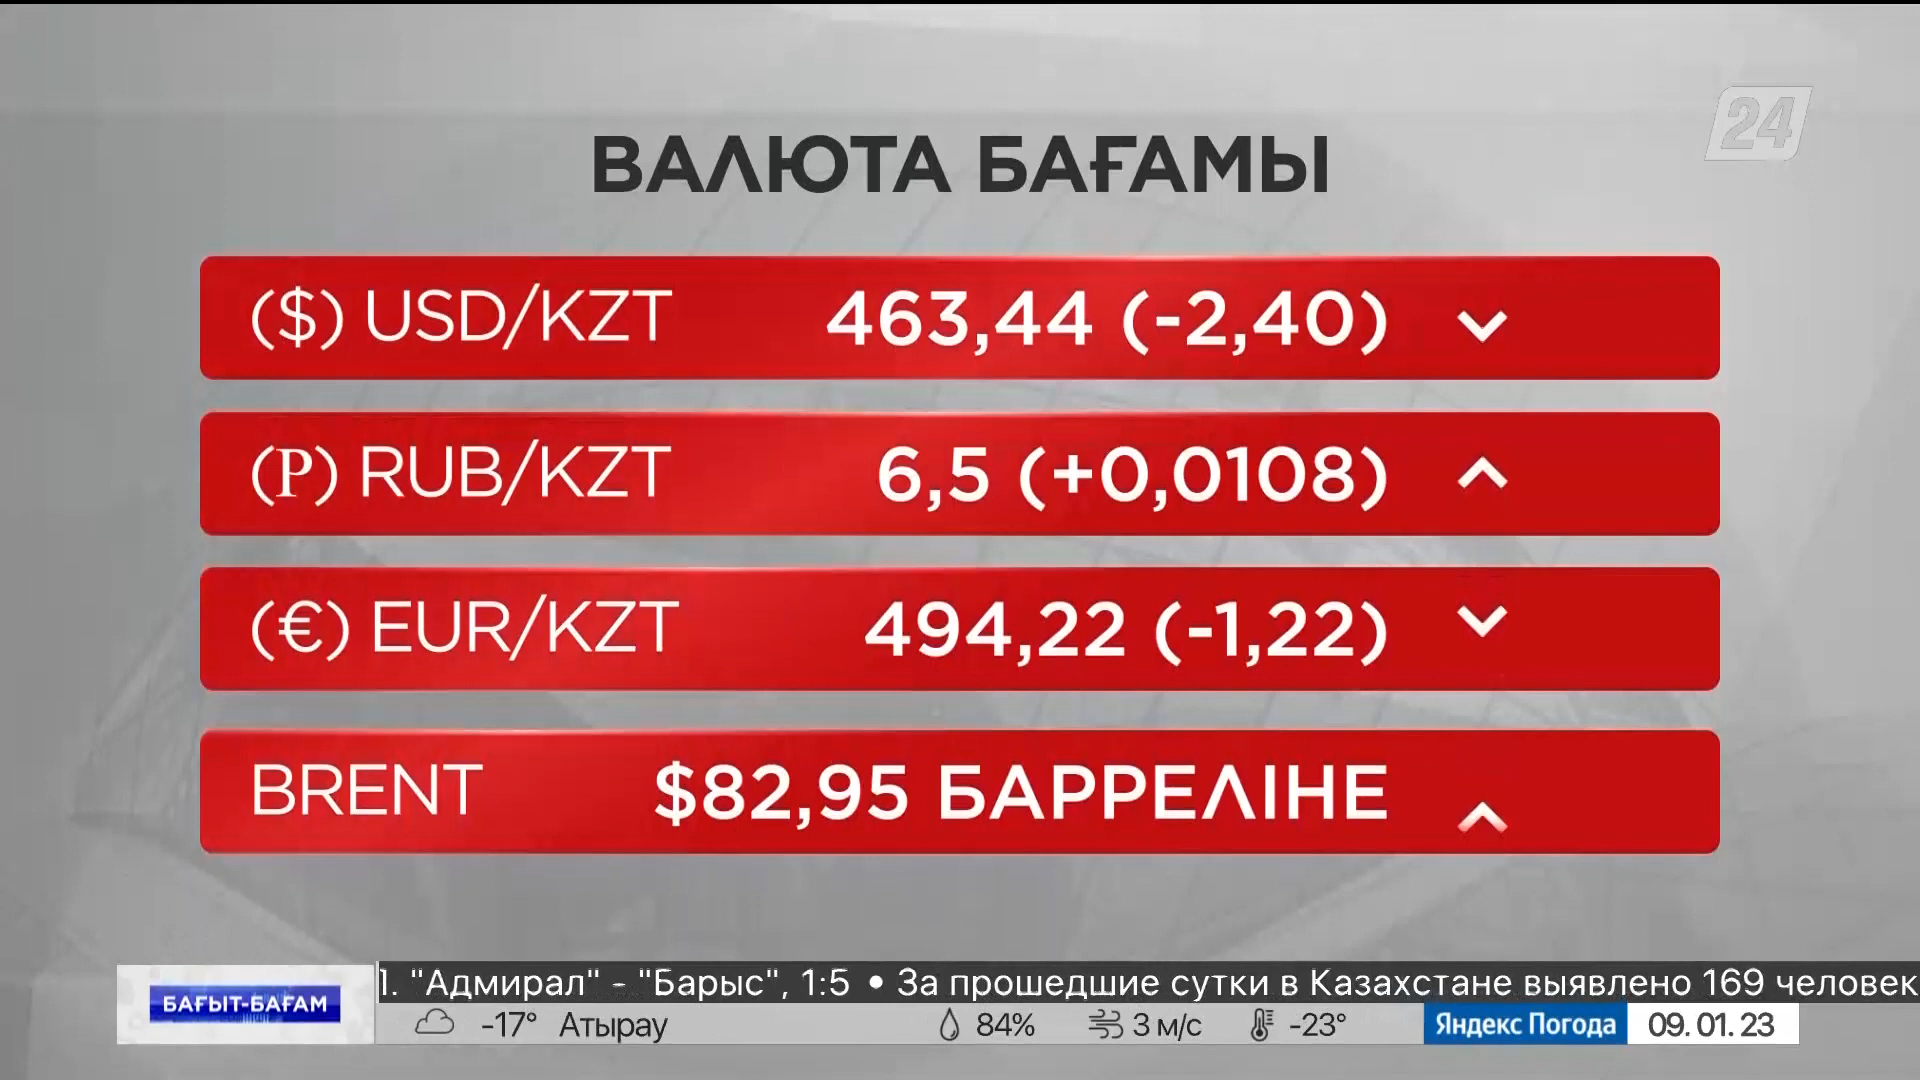 24
ВАЛЮТА БАҒАМЫ
($) USD/KZT 463,44 (-2,40)
(Р) RUB/KZT 6,5 (+0,0108)
(€) EUR/KZT 494,22 (-1,22)
BRENT $82,95 БАРРЕЛІНЕ
"Адмирал" - "Барыс", 1:5 • За прошедшие сутки в Казахстане выявлено 169 человек
БАҒЫТ-БАҒАМ
-17° Атырау 84% 3 м/с -23° Яндекс Погода 09.01.23